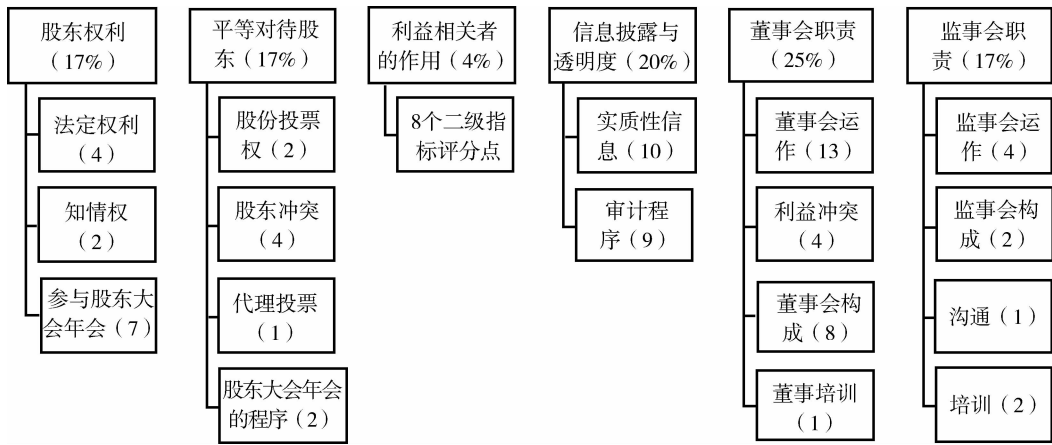 股东权利
(17%)
法定权利
(4)
知情权
(2)
参与股东大
会年会(7)
平等对待股
东(17%)
股份投票
权(2)
股东冲突
(4)
代理投票
(1)
股东大会年会
的程序(2)
利益相关者
的作用(4%)
8个二级指
标评分点
信息披露与
透明度(20%)
实质性信
息(10)
审计程
序(9)
董事会职责
(25%)
董事会运
作(13)
利益冲突
(4)
董事会构
成(8)
董事培训
(1)
监事会职
责(17%)
监事会运
作(4)
监事会构
成(2)
沟通(1)
培训(2)